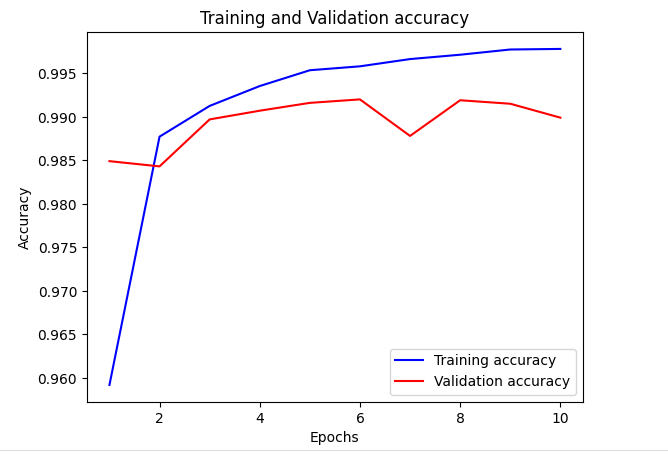 Training and Validation accuracy
Accuracy
0.995
0.990
0.985
0.980
0.975
0.970
0.965
0.960
2
4
6
8
10
Epochs
Training accuracy
Validation accuracy